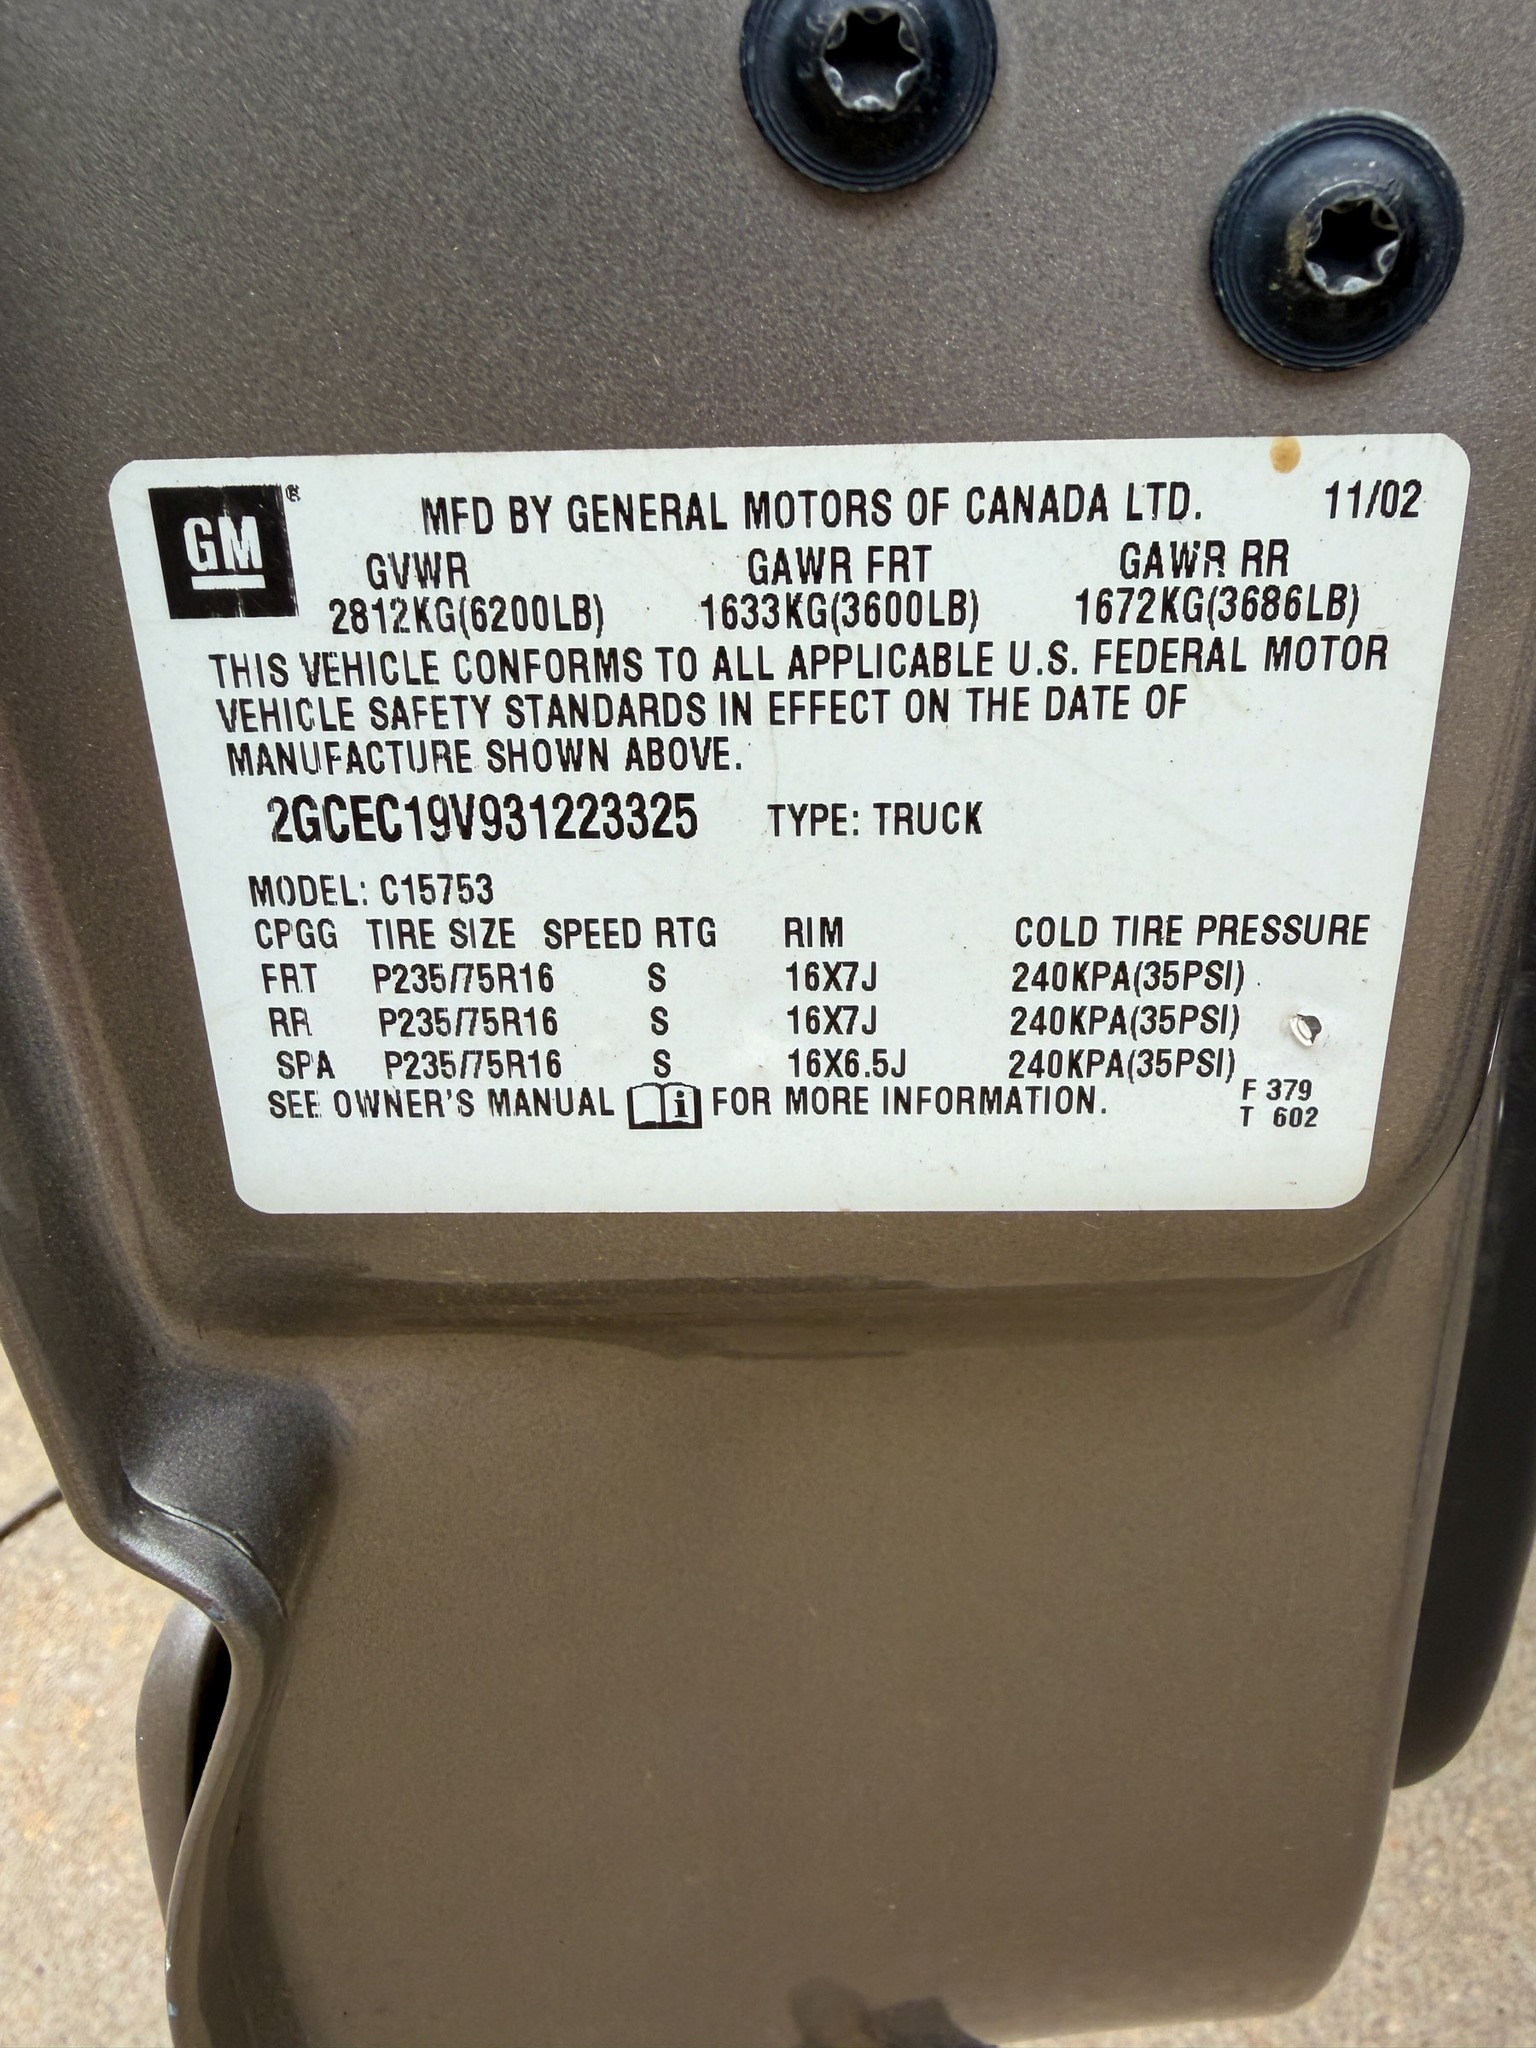 GM ®
MFD BY GENERAL MOTORS OF CANADA LTD. 11/02
GVWR GAWR FRT GAWR RR
2812KG(6200LB) 1633KG(3600LB) 1672KG(3686LB)
THIS VEHICLE CONFORMS TO ALL APPLICABLE U.S. FEDERAL MOTOR
VEHICLE SAFETY STANDARDS IN EFFECT ON THE DATE OF
MANUFACTURE SHOWN ABOVE.
2GCEC19V931223325 TYPE: TRUCK
MODEL: C15753
CPGG TIRE SIZE SPEED RTG RIM COLD TIRE PRESSURE
FRT P235/75R16 S 16X7J 240KPA(35PSI)
RR P235/75R16 S 16X7J 240KPA(35PSI)
SPA P235/75R16 S 16X6.5J 240KPA(35PSI)
SEE OWNER'S MANUAL i FOR MORE INFORMATION.
F 379
T 602